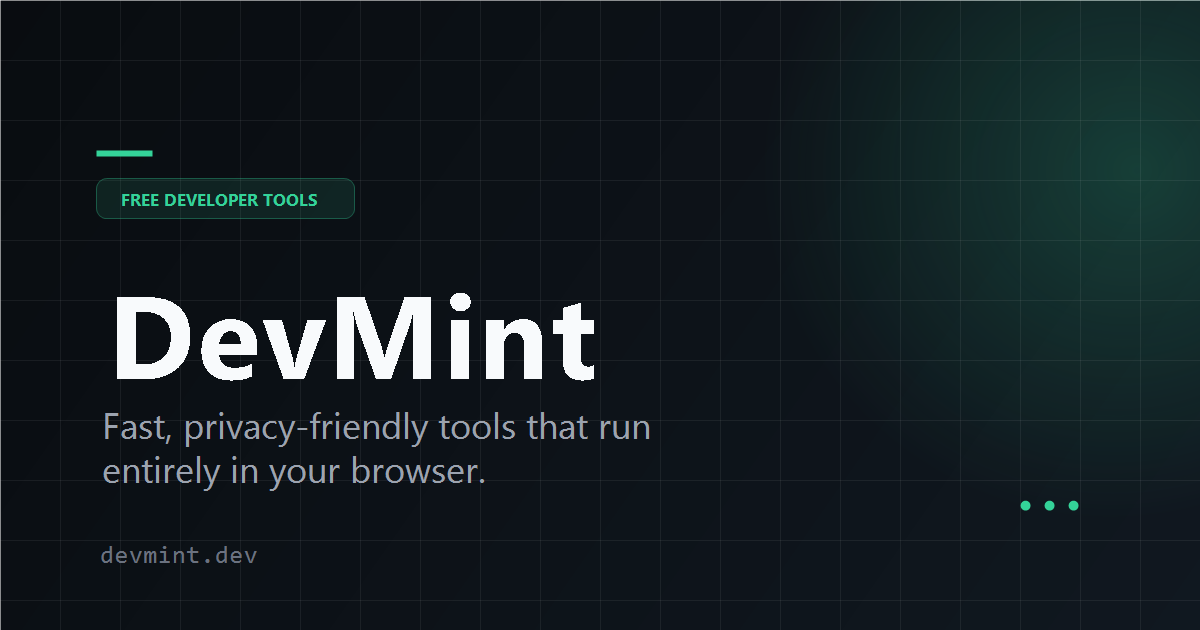 FREE DEVELOPER TOOLS
DevMint
Fast, privacy-friendly tools that run
entirely in your browser.
devmint.dev